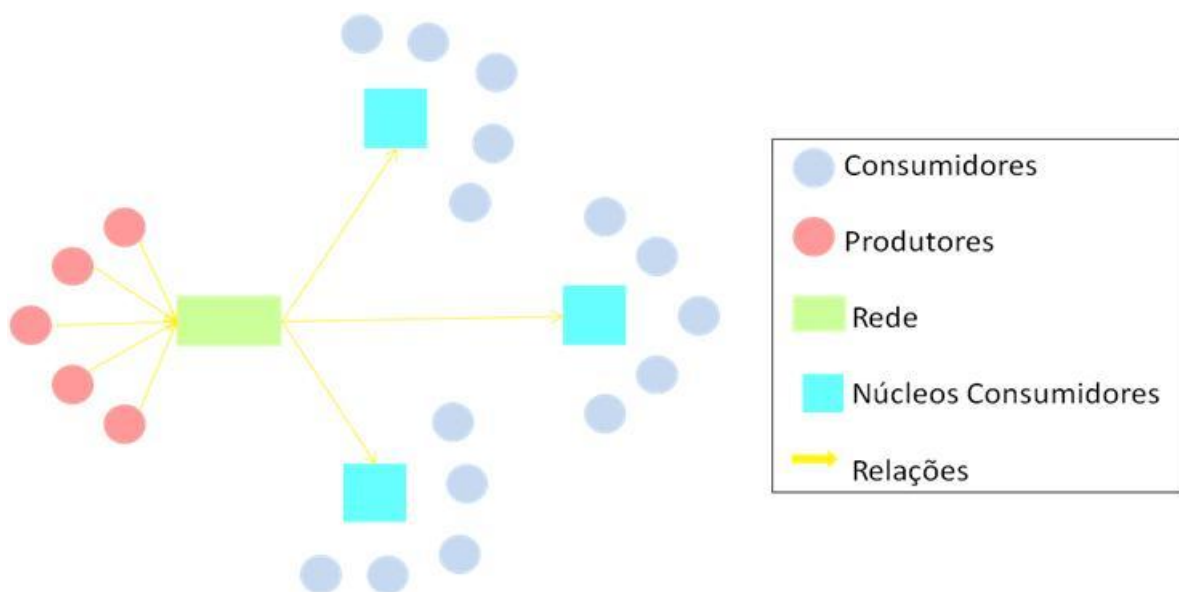 Consumidores
Produtores
Rede
Núcleos Consumidores
Relações